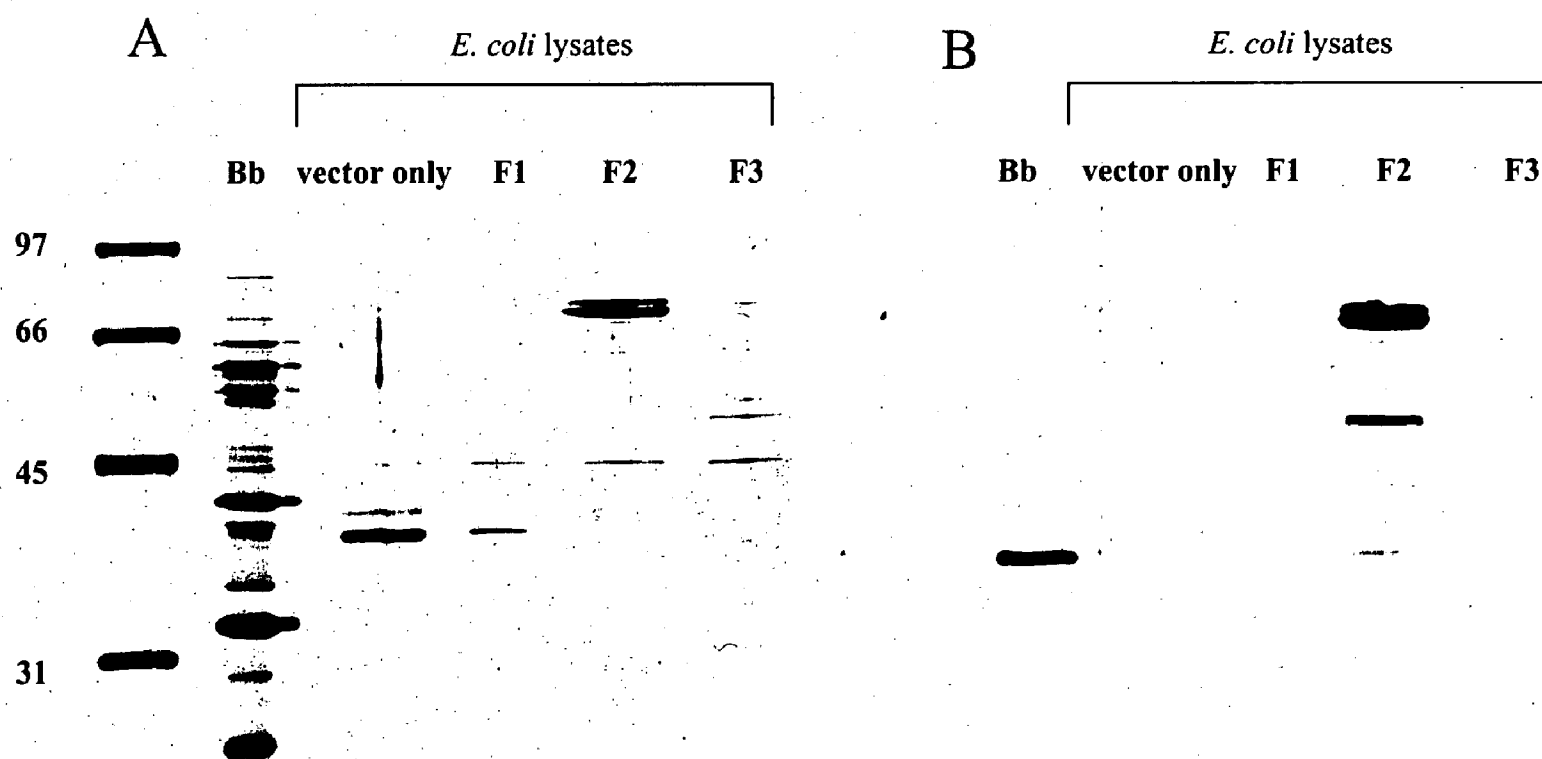 A
E. coli lysates
Bb vector only F1 F2 F3
97
66
45
31
B
E. coli lysates
Bb vector only F1 F2 F3